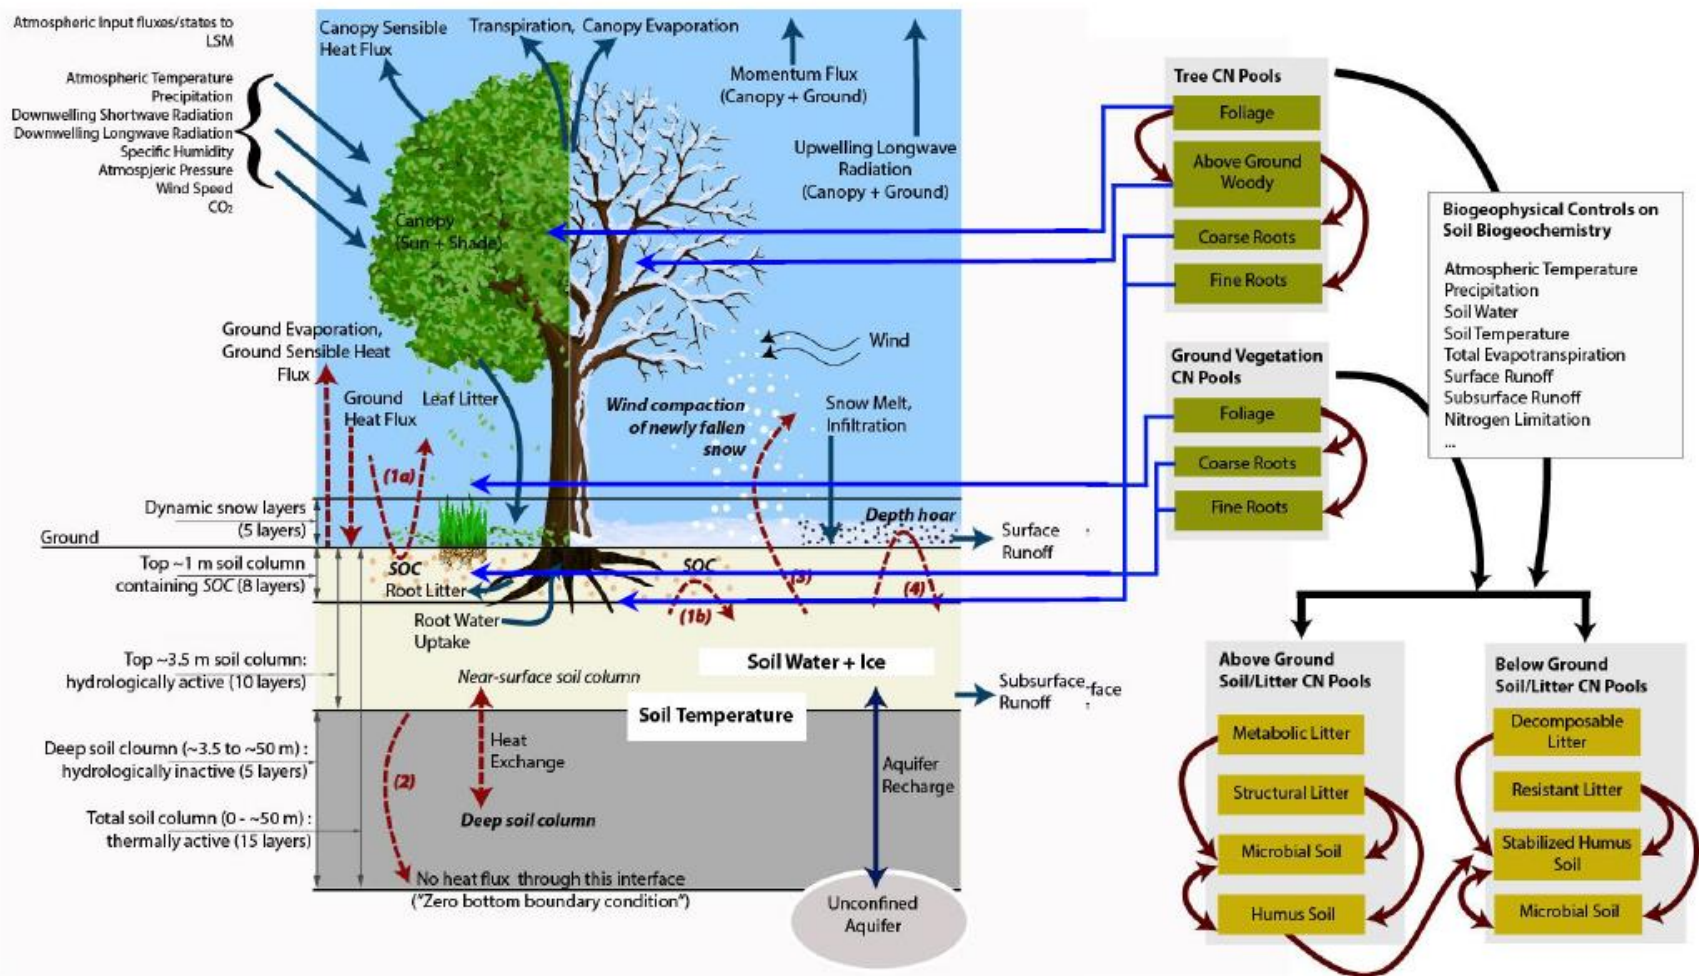 Atmospheric Input fluxes/states to
LSM
Atmospheric Temperature
Precipitation
Downwelling Shortwave Radiation
Downwelling Longwave Radiation
Specific Humidity
Atmospjeric Pressure
Wind Speed
CO₂
Canopy Sensible
Heat Flux
Transpiration, Canopy Evaporation
Momentum Flux
(Canopy + Ground)
Upwelling Longwave
Radiation
(Canopy + Ground)
Canopy
(Sun + Shade)
Ground Evaporation,
Ground Sensible Heat
Flux
Ground
Heat Flux
Leaf Litter
Wind
Wind compaction
of newly fallen
snow
Snow Melt,
Infiltration
(1a)
Dynamic snow layers
(5 layers)
Depth hoar
Ground
Surface
Runoff
Top ~1 m soil column
containing SOC (8 layers)
SOC
SOC
Root Litter
(1b)
(3)
(4)
Root Water
Uptake
Top ~3.5 m soil column:
hydrologically active (10 layers)
Near-surface soil column
Soil Water + Ice
Subsurface
Runoff
face
Soil Temperature
Deep soil cloumn (~3.5 to ~50 m) :
hydrologically inactive (5 layers)
Heat
Exchange
(2)
Aquifer
Recharge
Total soil column (0 - ~50 m) :
thermally active (15 layers)
Deep soil column
No heat flux through this interface
("Zero bottom boundary condition")
Unconfined
Aquifer
Tree CN Pools
Foliage
Above Ground
Woody
Coarse Roots
Fine Roots
Ground Vegetation
CN Pools
Foliage
Coarse Roots
Fine Roots
Biogeophysical Controls on
Soil Biogeochemistry
Atmospheric Temperature
Precipitation
Soil Water
Soil Temperature
Total Evapotranspiration
Surface Runoff
Subsurface Runoff
Nitrogen Limitation
...
Above Ground
Soil/Litter CN Pools
Metabolic Litter
Structural Litter
Microbial Soil
Humus Soil
Below Ground
Soil/Litter CN Pools
Decomposable
Litter
Resistant Litter
Stabilized Humus
Soil
Microbial Soil